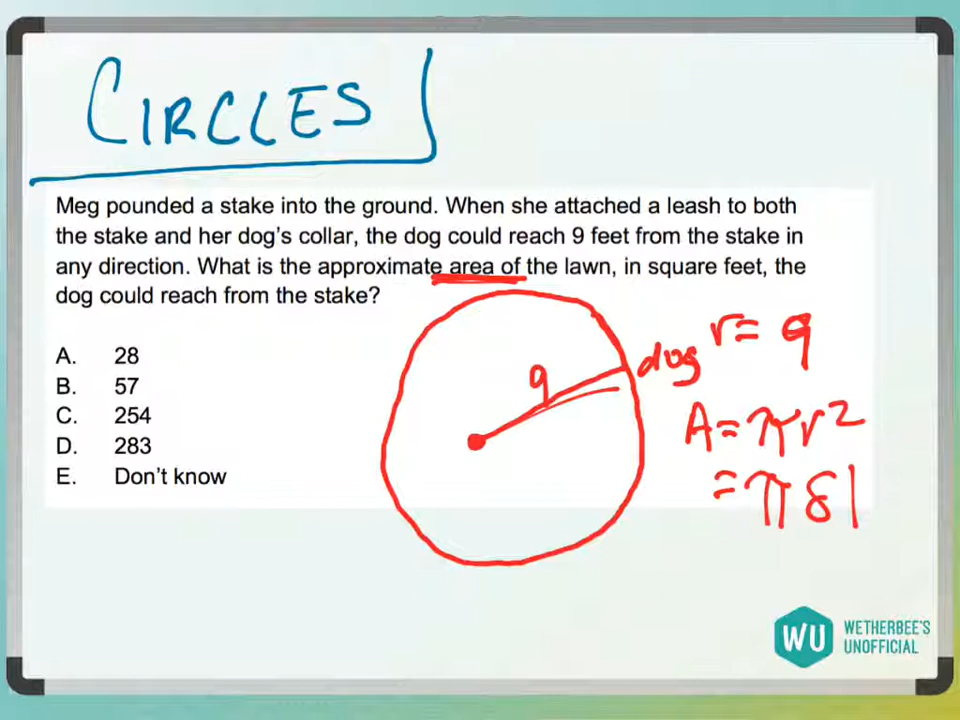 CIRCLES
Meg pounded a stake into the ground. When she attached a leash to both
the stake and her dog's collar, the dog could reach 9 feet from the stake in
any direction. What is the approximate area of the lawn, in square feet, the
dog could reach from the stake?
A. 28
B. 57
C. 254
D. 283
E. Don't know
9
dog
r= 9
A=πr²
=π 81
WU
WETHERBEE'S
UNOFFICIAL